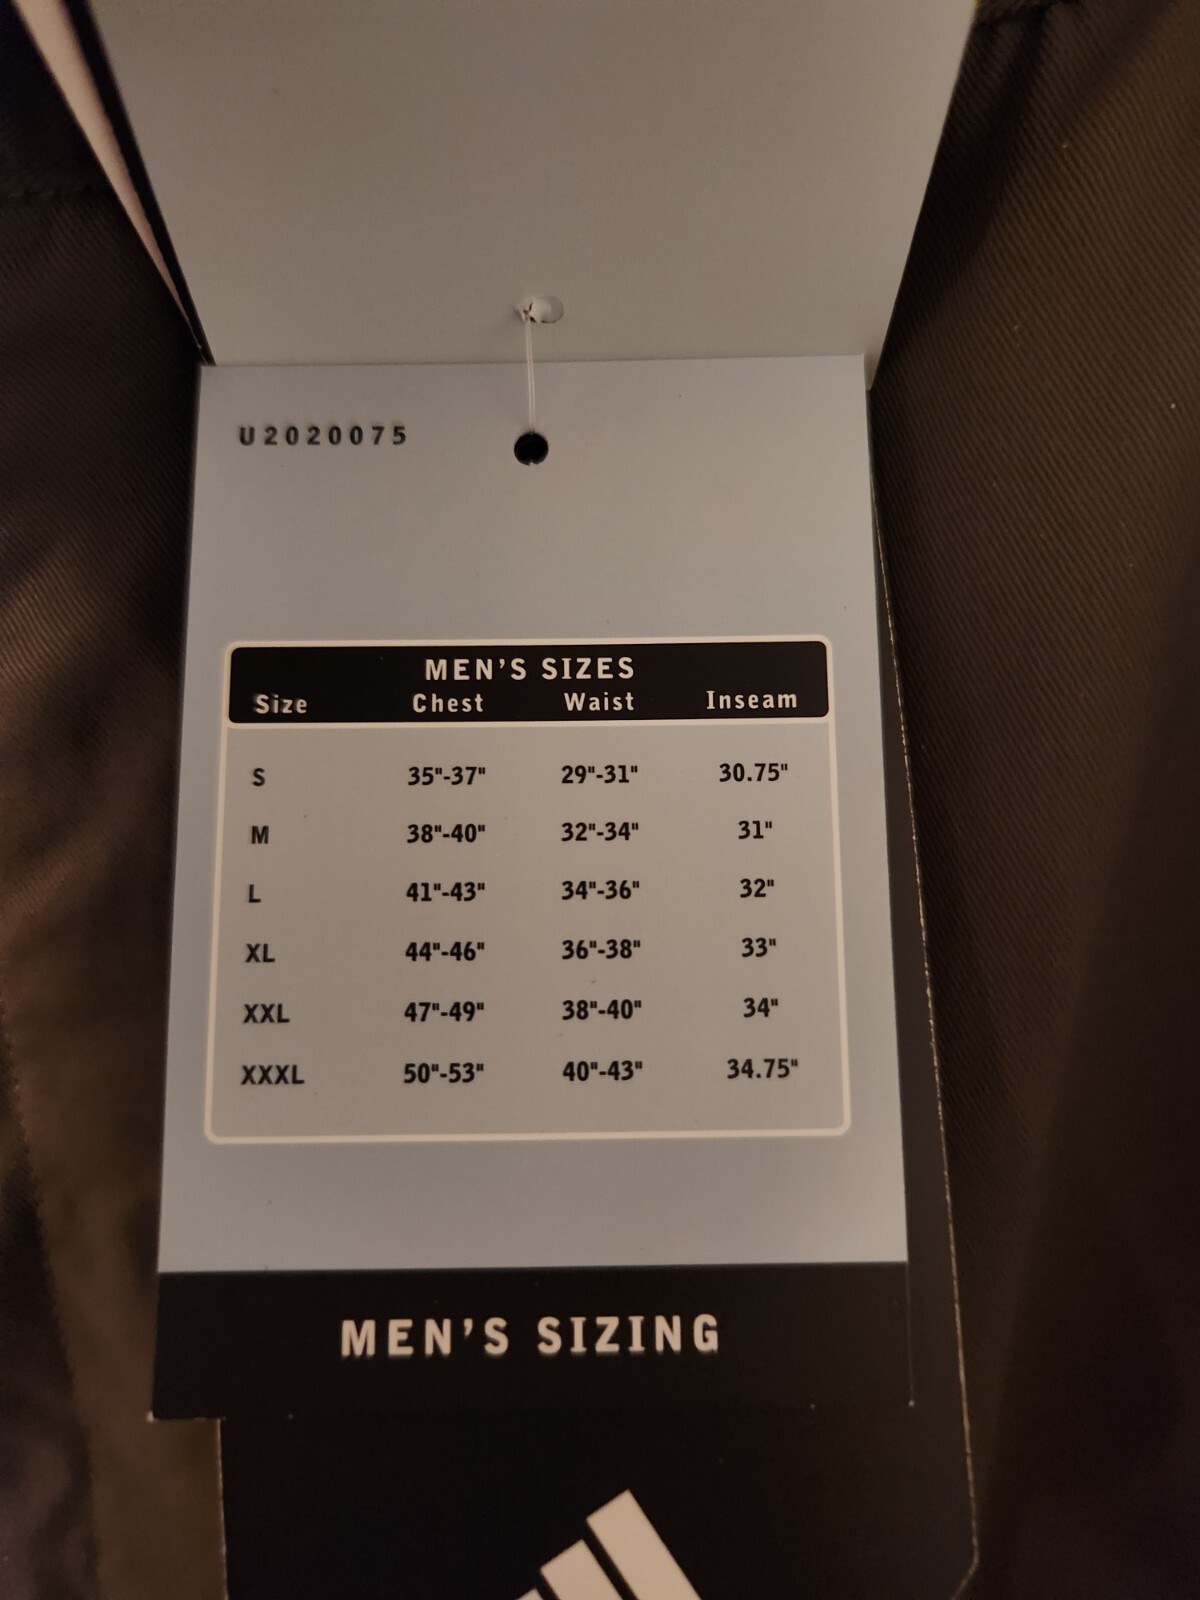 U2020075
MEN'S SIZES
Size Chest Waist Inseam
S 35"-37" 29"-31" 30.75"
M 38"-40" 32"-34" 31"
L 41"-43" 34"-36" 32"
XL 44"-46" 36"-38" 33"
XXL 47"-49" 38"-40" 34"
XXXL 50"-53" 40"-43" 34.75"
MEN'S SIZING